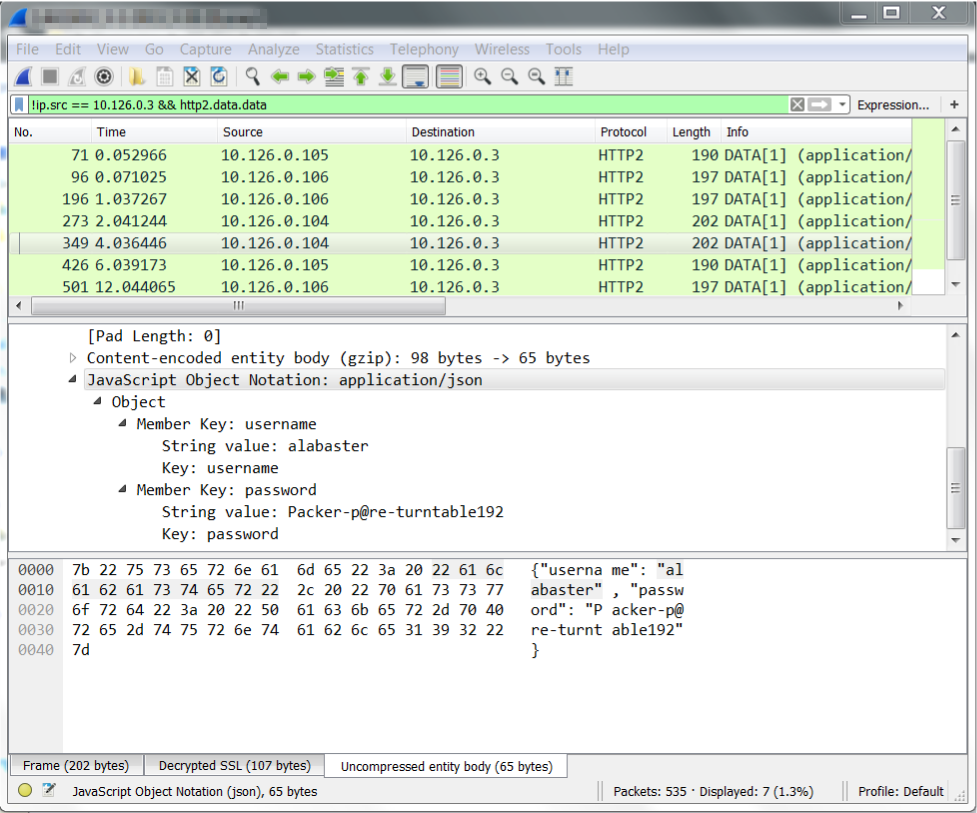 File Edit View Go Capture Analyze Statistics Telephony Wireless Tools Help
!ip.src == 10.126.0.3 && http2.data.data Expression... +
No. Time Source Destination Protocol Length Info
71 0.052966 10.126.0.105 10.126.0.3 HTTP2 190 DATA[1] (application/
96 0.071025 10.126.0.106 10.126.0.3 HTTP2 197 DATA[1] (application/
196 1.037267 10.126.0.106 10.126.0.3 HTTP2 197 DATA[1] (application/
273 2.041244 10.126.0.104 10.126.0.3 HTTP2 202 DATA[1] (application/
349 4.036446 10.126.0.104 10.126.0.3 HTTP2 202 DATA[1] (application/
426 6.039173 10.126.0.105 10.126.0.3 HTTP2 190 DATA[1] (application/
501 12.044065 10.126.0.106 10.126.0.3 HTTP2 197 DATA[1] (application/
[Pad Length: 0]
Content-encoded entity body (gzip): 98 bytes -> 65 bytes
JavaScript Object Notation: application/json
Object
Member Key: username
String value: alabaster
Key: username
Member Key: password
String value: Packer-p@re-turntable192
Key: password
0000 7b 22 75 73 65 72 6e 61 6d 65 22 3a 20 22 61 6c {"userna me": "al
0010 61 62 61 73 74 65 72 22 2c 20 22 70 61 73 73 77 abaster" , "passw
0020 6f 72 64 22 3a 20 22 50 61 63 6b 65 72 2d 70 40 ord": "P acker-p@
0030 72 65 2d 74 75 72 6e 74 61 62 6c 65 31 39 32 22 re-turnt able192"
0040 7d }
Frame (202 bytes) Decrypted SSL (107 bytes) Uncompressed entity body (65 bytes)
JavaScript Object Notation (json), 65 bytes Packets: 535 · Displayed: 7 (1.3%) Profile: Default